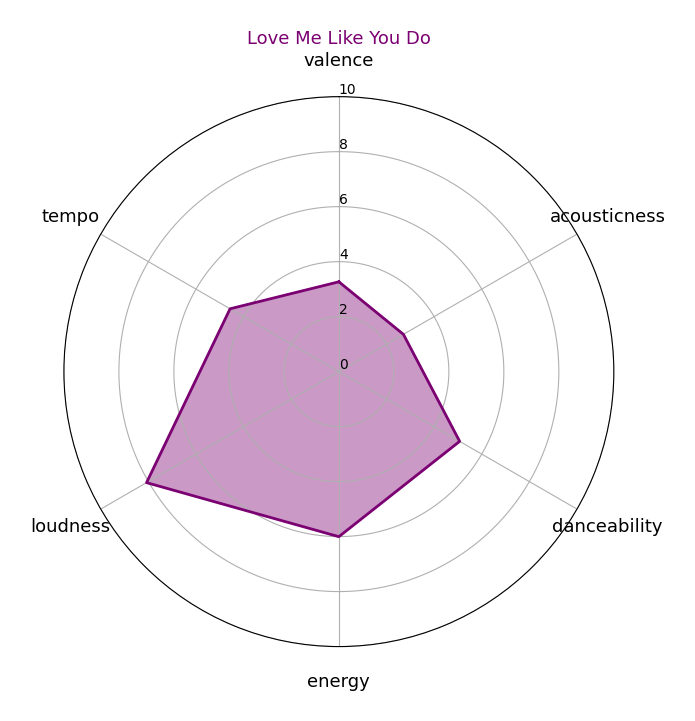 Love Me Like You Do
valence
10
8
6
4
2
0
tempo
acousticness
loudness
danceability
energy